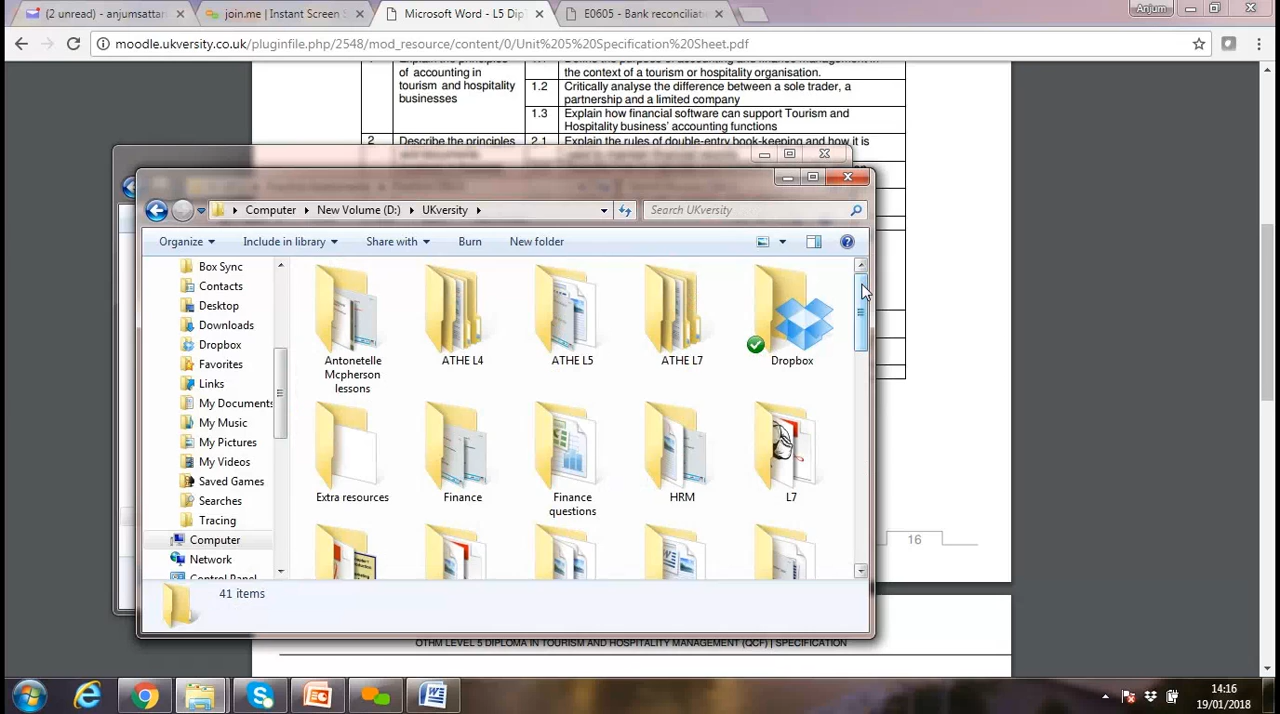 (2 unread) - anjumsattar
join.me | Instant Screen S
Microsoft Word - L5 Dip
E0605 - Bank reconciliat
Anjum
moodle.ukversity.co.uk/pluginfile.php/2548/mod_resource/content/0/Unit%205%20Specification%20Sheet.pdf
1 Explain the principles of accounting in tourism and hospitality businesses
1.1 Define the purpose of accounting and finance management in
the context of a tourism or hospitality organisation.
1.2 Critically analyse the difference between a sole trader, a
partnership and a limited company
1.3 Explain how financial software can support Tourism and
Hospitality business' accounting functions
2 Describe the principles
2.1 Explain the rules of double-entry book-keeping and how it is
Computer New Volume (D:) UKversity
Search UKversity
Organize Include in library Share with Burn New folder
Box Sync
Contacts
Desktop
Downloads
Dropbox
Favorites
Links
My Documents
My Music
My Pictures
My Videos
Saved Games
Searches
Tracing
Computer
Network
Control Panel
Antonetelle
Mcpherson
lessons
ATHE L4
ATHE L5
ATHE L7
Dropbox
Extra resources
Finance
Finance
questions
HRM
L7
41 items
16
OTHM LEVEL 5 DIPLOMA IN TOURISM AND HOSPITALITY MANAGEMENT (QCF) | SPECIFICATION
14:16
19/01/2018